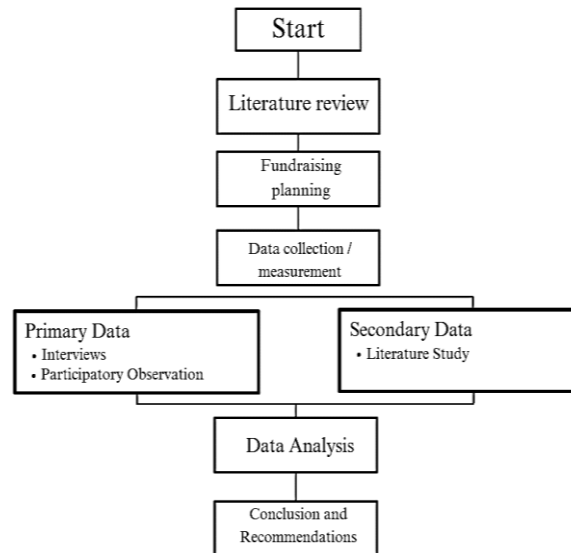 Start
Literature review
Fundraising
planning
Data collection /
measurement
Primary Data
• Interviews
• Participatory Observation
Secondary Data
• Literature Study
Data Analysis
Conclusion and
Recommendations